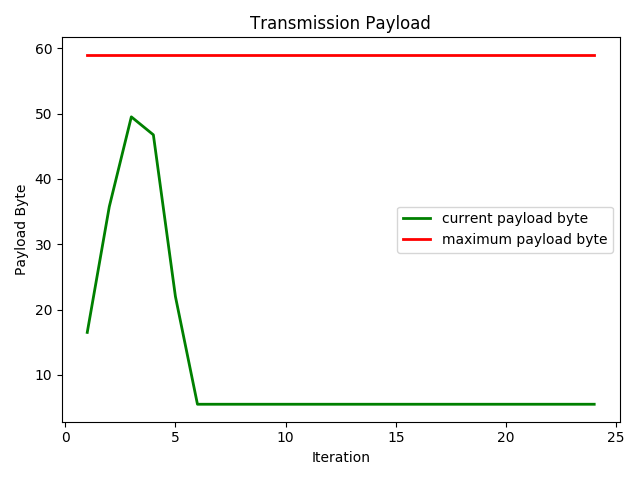 Transmission Payload
60
50
40
30
20
10
Payload Byte
current payload byte
maximum payload byte
0 5 10 15 20 25
Iteration